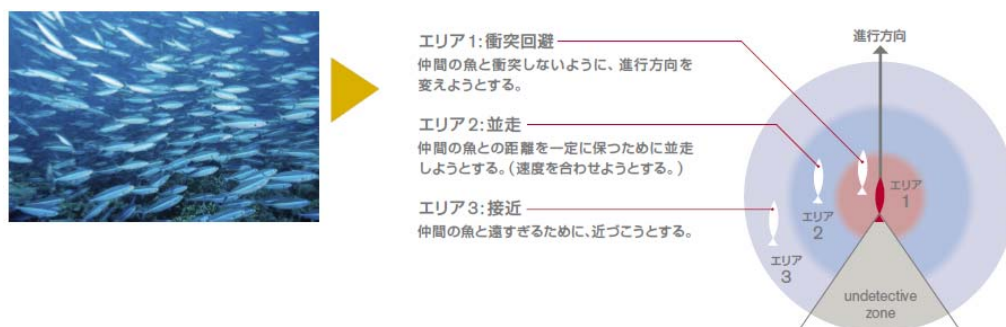 エリア1:衝突回避
仲間の魚と衝突しないように、進行方向を
変えようとする。
エリア2:並走
仲間の魚との距離を一定に保つために並走
しようとする。(速度を合わせようとする。)
エリア3:接近
仲間の魚と遠すぎるために、近づこうとする。
進行方向
エリア
1
エリア
2
エリア
3
undetective
zone